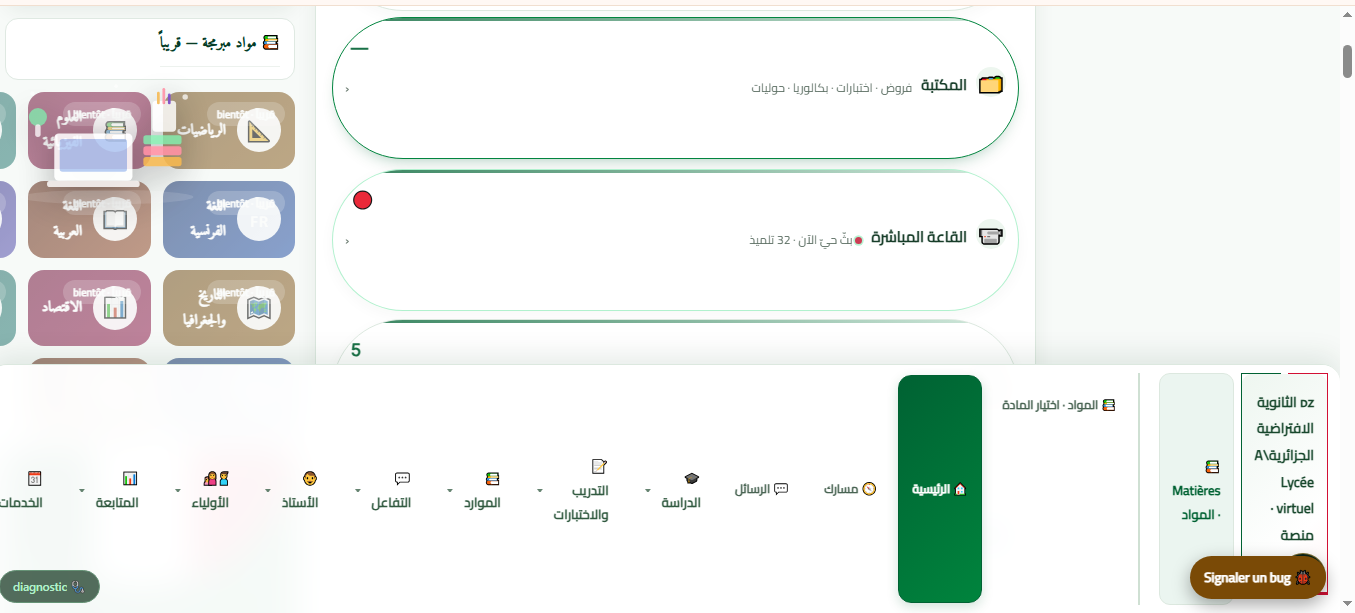 📚 مواد مبرمجة — قريباً
الرياضيات
اللغة
الفرنسية
FR
اللغة
العربية
التاريخ
والجغرافيا
الاقتصاد
المكتبة
فروض · اختبارات · بكالوريا · حوليات
القاعة المباشرة
بثّ حيّ الآن · 32 تلميذ
5
DZ الثانوية
الافتراضية
الجزائرية\A
Lycée
virtuel ·
منصة
Matières
· المواد
المواد · اختيار المادة
الرئيسية
مسارك
الرسائل
الدراسة
التدريب
والاختبارات
الموارد
التفاعل
الأستاذ
الأولياء
المتابعة
الخدمات
Signaler un bug
diagnostic